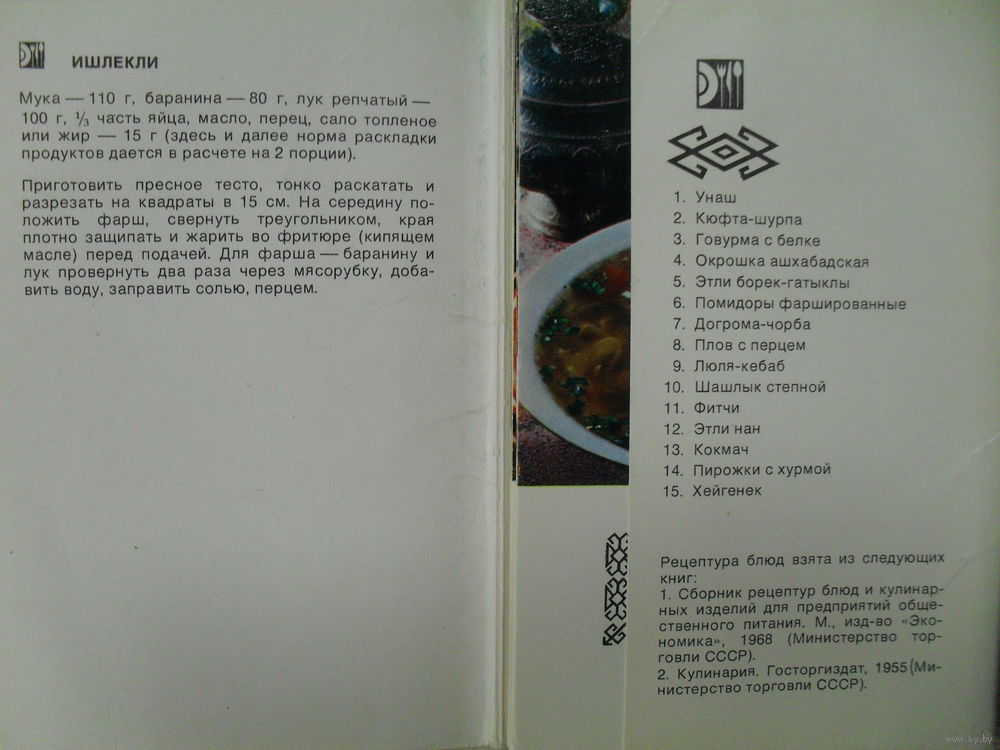 ИШЛЕКЛИ
Мука — 110 г, баранина — 80 г, лук репчатый —
100 г, ⅓ часть яйца, масло, перец, сало топленое
или жир — 15 г (здесь и далее норма раскладки
продуктов дается в расчете на 2 порции).
Приготовить пресное тесто, тонко раскатать и
разрезать на квадраты в 15 см. На середину по-
ложить фарш, свернуть треугольником, края
плотно защипать и жарить во фритюре (кипящем
масле) перед подачей. Для фарша — баранину и
лук провернуть два раза через мясорубку, доба-
вить воду, заправить солью, перцем.
1. Унаш
2. Кюфта-шурпа
3. Говурма с белке
4. Окрошка ашхабадская
5. Этли борек-гатыклы
6. Помидоры фаршированные
7. Догрома-чорба
8. Плов с перцем
9. Люля-кебаб
10. Шашлык степной
11. Фитчи
12. Этли нан
13. Кокмач
14. Пирожки с хурмой
15. Хейгенек
Рецептура блюд взята из следующих
книг:
1. Сборник рецептур блюд и кулинар-
ных изделий для предприятий обще-
ственного питания. М., изд-во «Эко-
номика», 1968 (Министерство тор-
говли СССР).
2. Кулинария. Госторгиздат, 1955 (Ми-
нистерство торговли СССР).
www.ay.by